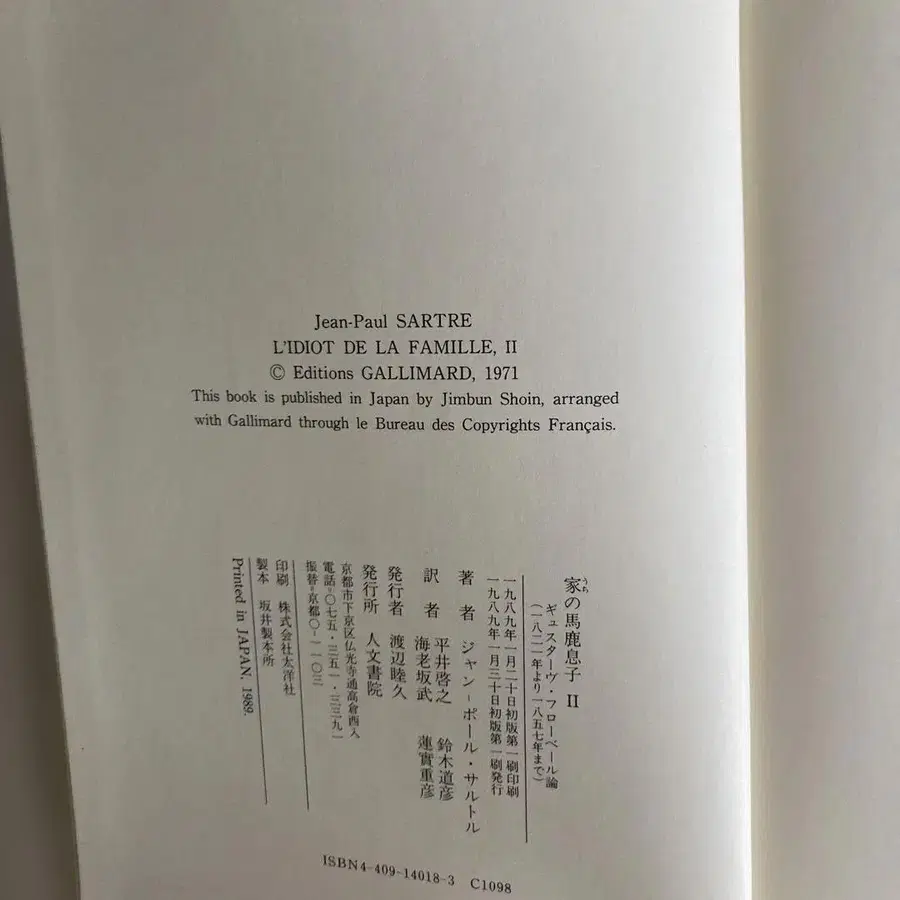 Jean-Paul SARTRE
L'IDIOT DE LA FAMILLE, II
© Editions GALLIMARD, 1971
This book is published in Japan by Jimbun Shoin, arranged
with Gallimard through le Bureau des Copyrights Français.
家の馬鹿息子 II
うち
ギュスターヴ・フローベール論
(一八二一年より一八五七年まで)
一九八九年一月二十日初版第一刷印刷
一九八九年一月三十日初版第一刷発行
著者 ジャン-ポール・サルトル
訳者 平井啓之 鈴木道彦
海老坂武 蓮實重彦
発行者 渡辺睦久
発行所 人文書院
京都市下京区仏光寺通高倉西入
電話=〇七五・三五一・三三九一
振替=京都〇-一一〇三
印刷 株式会社太洋社
製本 坂井製本所
Printed in JAPAN, 1989.
ISBN4-409-14018-3 C1098